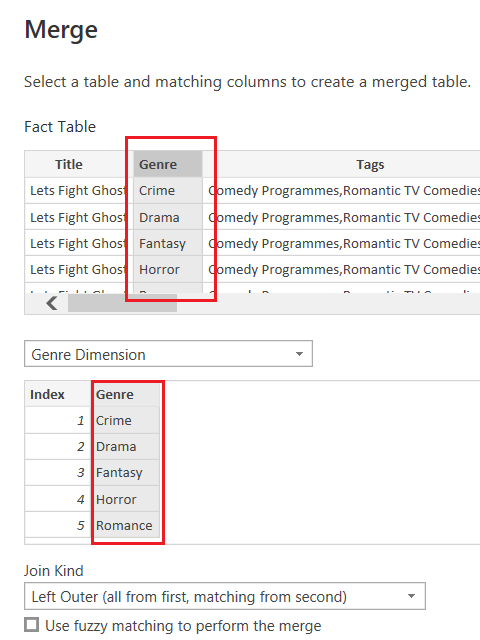 Merge
Select a table and matching columns to create a merged table.
Fact Table
Title Genre Tags
Lets Fight Ghost Crime Comedy Programmes,Romantic TV Comedies
Lets Fight Ghost Drama Comedy Programmes,Romantic TV Comedies
Lets Fight Ghost Fantasy Comedy Programmes,Romantic TV Comedies
Lets Fight Ghost Horror Comedy Programmes,Romantic TV Comedies
Genre Dimension
Index Genre
1 Crime
2 Drama
3 Fantasy
4 Horror
5 Romance
Join Kind
Left Outer (all from first, matching from second)
Use fuzzy matching to perform the merge